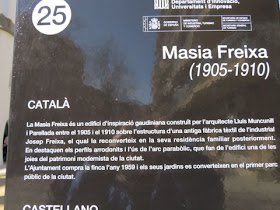 25
Departament d'Innovació,
Universitats i Empresa
Masia Freixa
(1905-1910)
CATALÀ
La Masia Freixa és un edifici d'inspiració gaudiniana construït per l'arquitecte Lluís Muncunill
i Parellada entre el 1905 i el 1910 sobre l'estructura d'una antiga fàbrica tèxtil de l'industrial
Josep Freixa, el qual la reconverteix en la seva residència familiar posteriorment.
En destaquen els perfils arrodonits i l'ús de l'arc parabòlic, que fan de l'edifici una de les
joies del patrimoni modernista de la ciutat.
L'Ajuntament compra la finca l'any 1959 i els seus jardins es converteixen en el primer parc
públic de la ciutat.
CASTELLANO